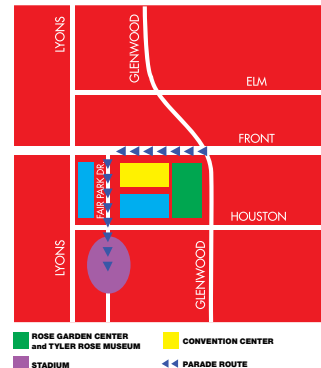 LYONS
GLENWOOD
ELM
FRONT
FAIR PARK DR.
HOUSTON
LYONS
GLENWOOD
ROSE GARDEN CENTER
and TYLER ROSE MUSEUM
CONVENTION CENTER
STADIUM
PARADE ROUTE